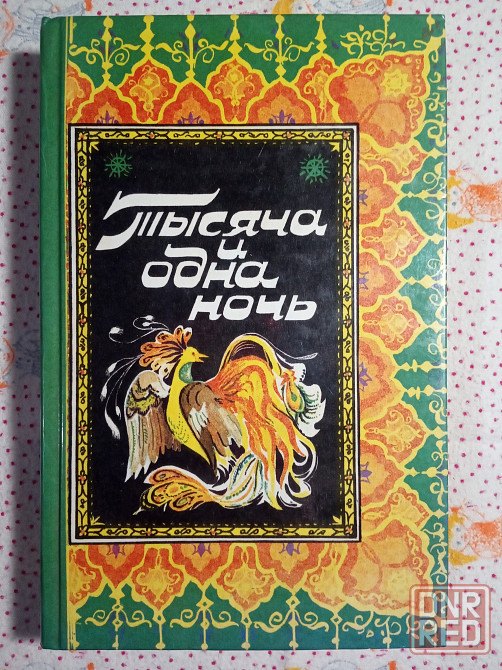 Тысяча
и
одна
ночь
DNR
RED